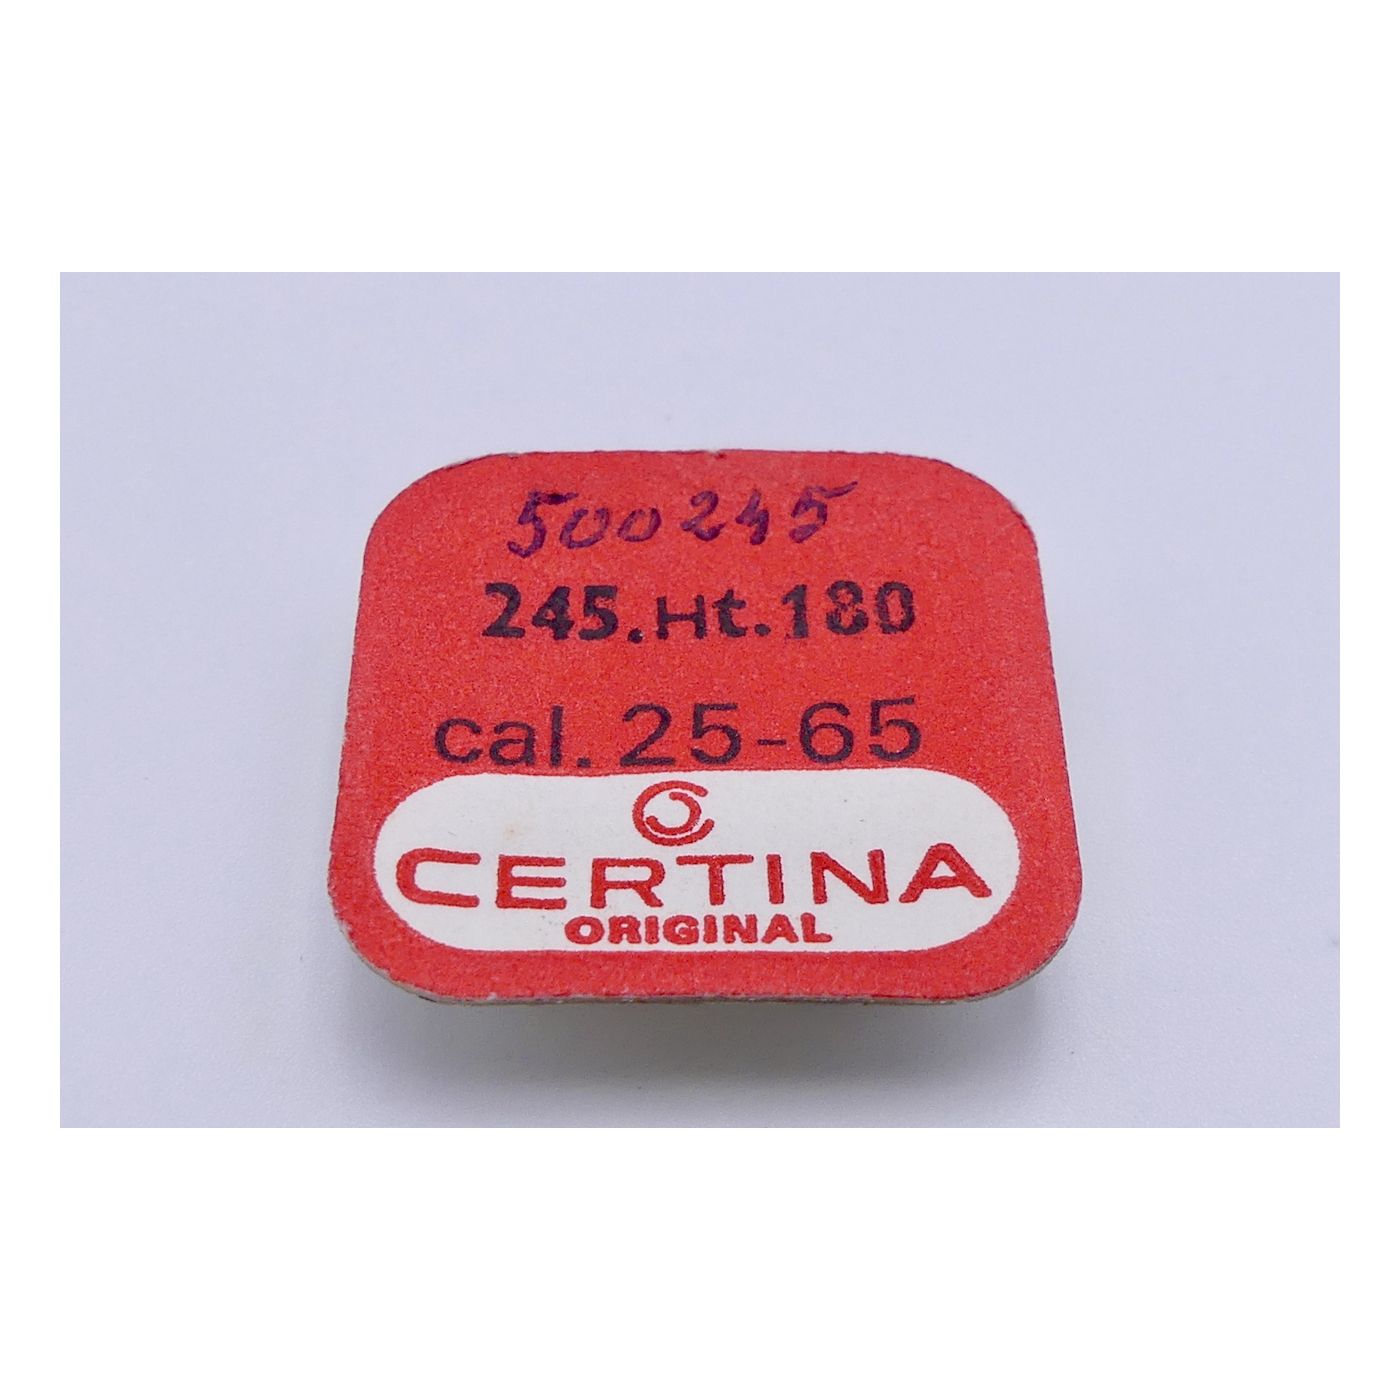 500245
245.Ht.180
cal. 25-65
CERTINA
ORIGINAL